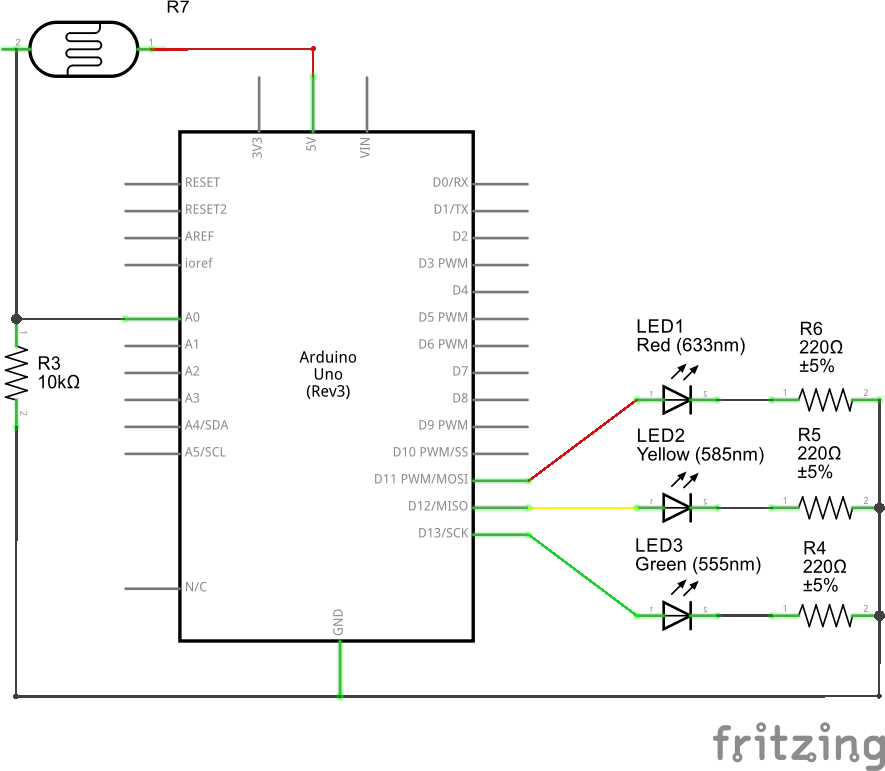 R7
2
1
3V3
5V
VIN
RESET
RESET2
AREF
ioref
A0
A1
A2
A3
A4/SDA
A5/SCL
N/C
D0/RX
D1/TX
D2
D3 PWM
D4
D5 PWM
D6 PWM
D7
D8
D9 PWM
D10 PWM/SS
D11 PWM/MOSI
D12/MISO
D13/SCK
GND
Arduino
Uno
(Rev3)
1
R3
10kΩ
2
LED1
Red (633nm)
1
2
R6
220Ω
±5%
1
2
LED2
Yellow (585nm)
1
2
R5
220Ω
±5%
1
2
LED3
Green (555nm)
1
2
R4
220Ω
±5%
1
2
fritzing